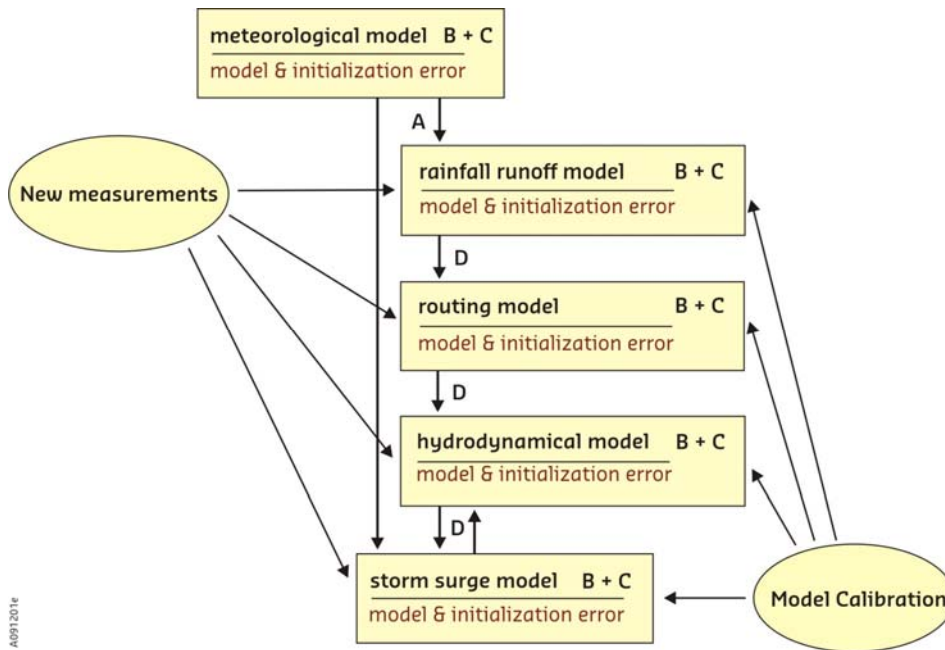 meteorological model B + C
model & initialization error
A
rainfall runoff model B + C
model & initialization error
New measurements
D
routing model B + C
model & initialization error
D
hydrodynamical model B + C
model & initialization error
D
storm surge model B + C
model & initialization error
Model Calibration
A091201e